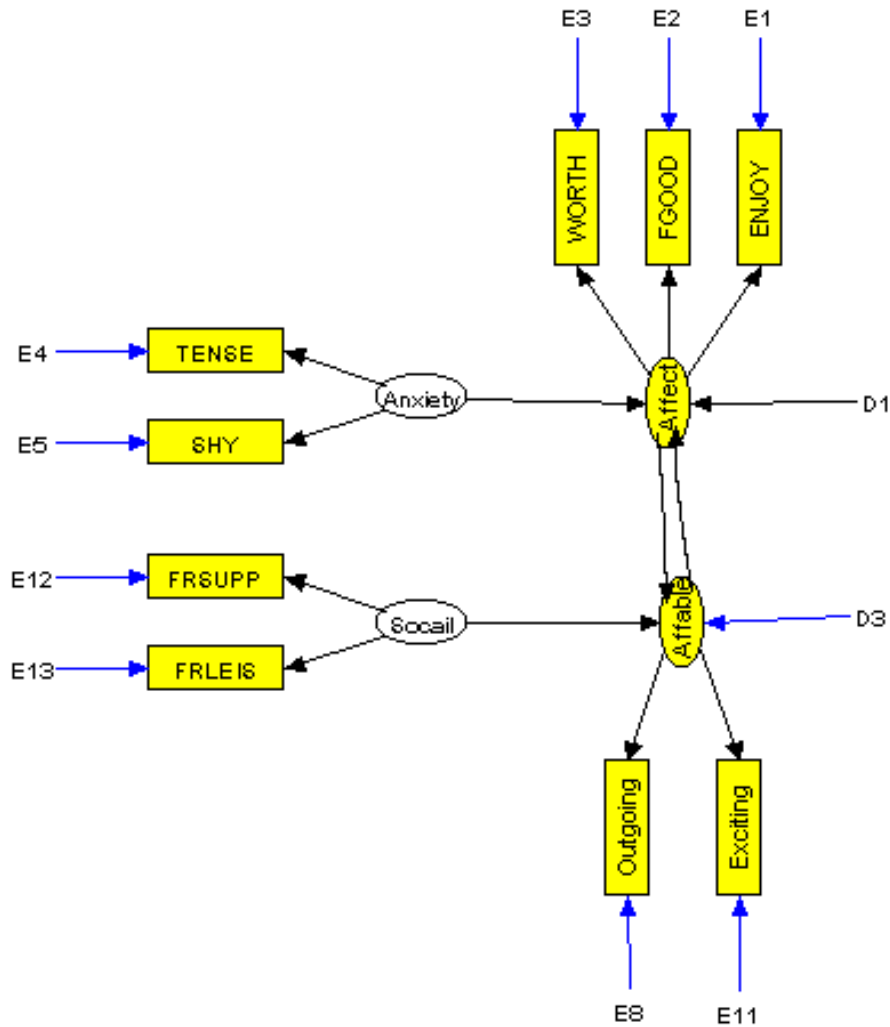 E3
E2
E1
WORTH
FGOOD
ENJOY
E4
TENSE
Anxiety
Affect
D1
E5
SHY
E12
FRSUPP
Socail
Affable
D3
E13
FRLEIS
Outgoing
Exciting
E8
E11